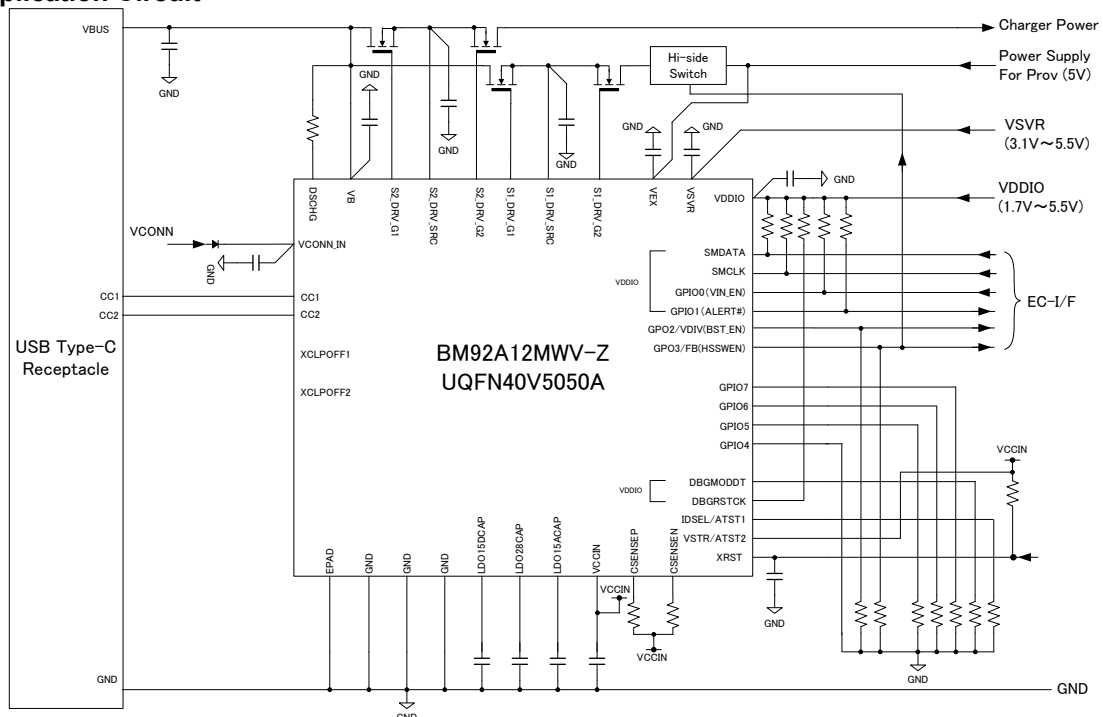 plication Circuit
VBUS
GND
GND
GND
GND
Hi-side
Switch
GND
GND
Charger Power
Power Supply
For Prov (5V)
VSVR
(3.1V～5.5V)
VDDIO
(1.7V～5.5V)
GND
DSCHG
VB
S2_DRV_G1
S2_DRV_SRC
S2_DRV_G2
S1_DRV_G1
S1_DRV_SRC
S1_DRV_G2
VEX
VSVR
VDDIO
VCONN
GND
VCONN_IN
CC1
CC2
CC1
CC2
XCLPOFF1
XCLPOFF2
USB Type-C
Receptacle
BM92A12MWV-Z
UQFN40V5050A
VDDIO
SMDATA
SMCLK
GPIO0(VIN_EN)
GPIO1(ALERT#)
GPO2/VDIV(BST_EN)
GPO3/FB(HSSWEN)
EC-I/F
GPIO7
GPIO6
GPIO5
GPIO4
VDDIO
DBGMODDT
DBGRSTCK
IDSEL/ATST1
VSTR/ATST2
XRST
VCCIN
GND
EPAD
GND
GND
GND
LDO15DCAP
LDO28CAP
LDO15ACAP
VCCIN
CSENSEP
CSENSEN
VCCIN
VCCIN
GND
GND
GND
GND